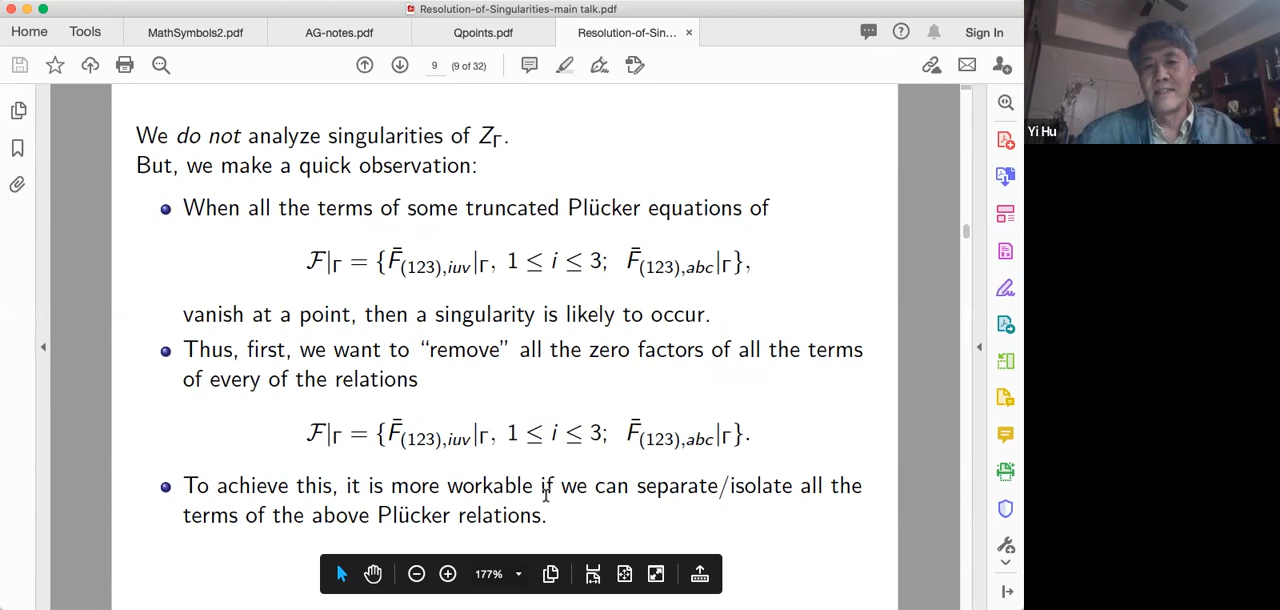 Resolution-of-Singularities-main talk.pdf
Home Tools MathSymbols2.pdf AG-notes.pdf Qpoints.pdf Resolution-of-Sin... × Sign In
9 (9 of 32)
Yi Hu
We do not analyze singularities of Z_Γ.
But, we make a quick observation:
When all the terms of some truncated Plücker equations of
ℱ|_Γ = {F̄_(123),iuv|_Γ, 1 ≤ i ≤ 3; F̄_(123),abc|_Γ},
vanish at a point, then a singularity is likely to occur.
Thus, first, we want to “remove” all the zero factors of all the terms
of every of the relations
ℱ|_Γ = {F̄_(123),iuv|_Γ, 1 ≤ i ≤ 3; F̄_(123),abc|_Γ}.
To achieve this, it is more workable if we can separate/isolate all the
terms of the above Plücker relations.
177%